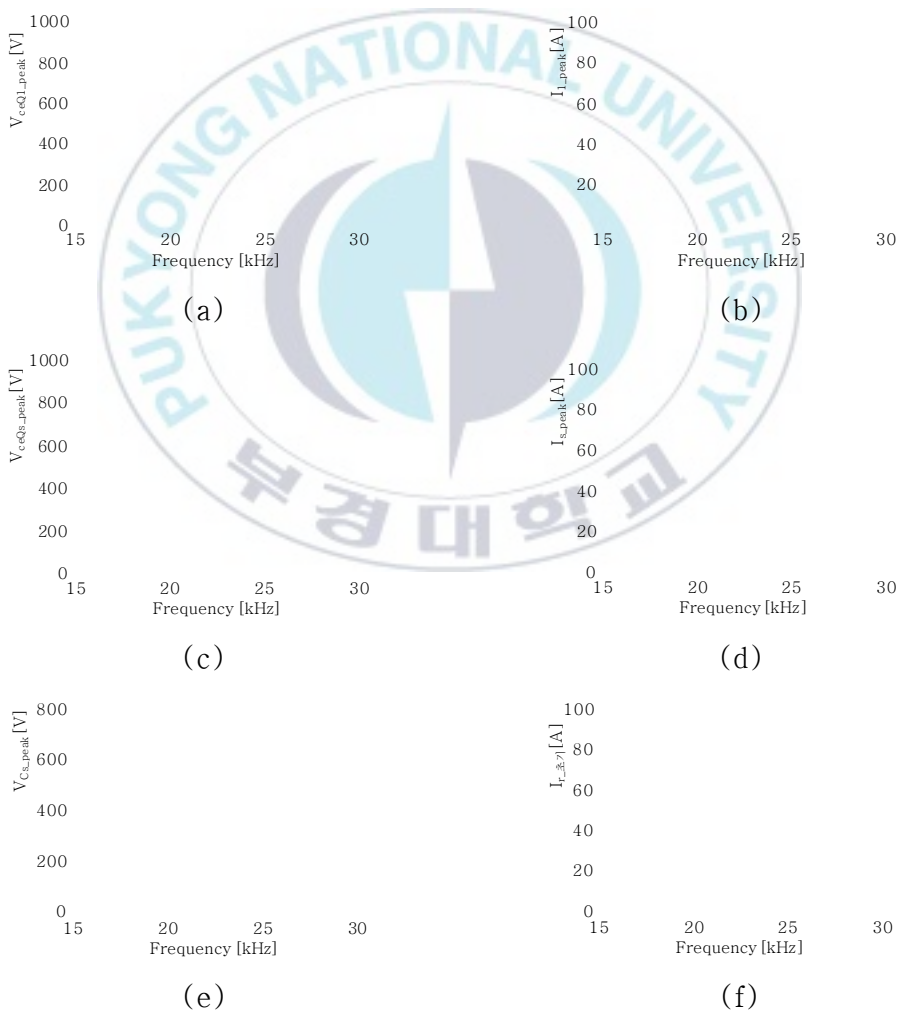 PUKYONG NATIONAL UNIVERSITY
부경대학교
V_ceQ1_peak [V]
1000
800
600
400
200
0
15 20 25 30
Frequency [kHz]
(a)
I_1_peak [A]
100
80
60
40
20
15 20 25 30
Frequency [kHz]
(b)
V_ceQs_peak [V]
1000
800
600
400
200
0
15 20 25 30
Frequency [kHz]
(c)
I_s_peak [A]
100
80
60
40
20
0
15 20 25 30
Frequency [kHz]
(d)
V_Cs_peak [V]
800
600
400
200
0
15 20 25 30
Frequency [kHz]
(e)
I_r_초기 [A]
100
80
60
40
20
0
15 20 25 30
Frequency [kHz]
(f)